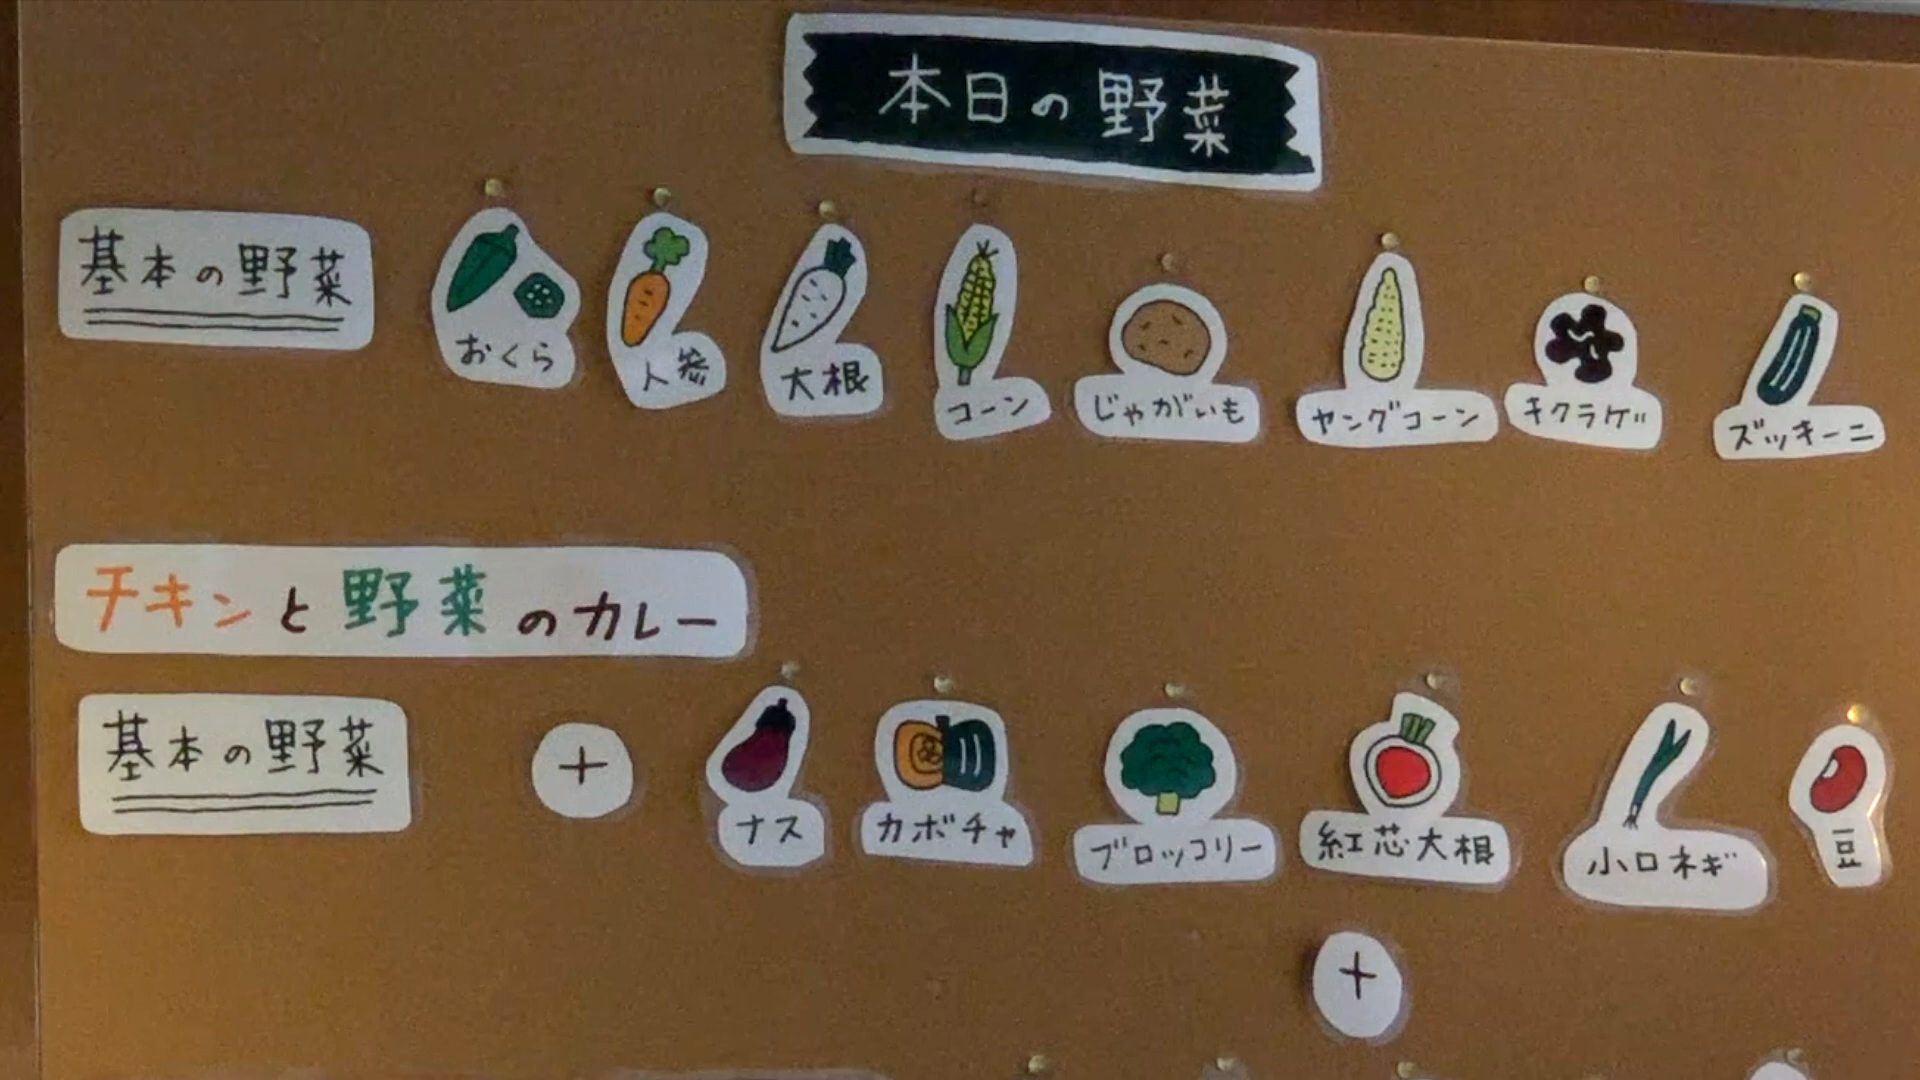 本日の野菜
基本の野菜
おくら
人参
大根
コーン
じゃがいも
ヤングコーン
キクラゲ
ズッキーニ
チキンと野菜のカレー
基本の野菜
+
ナス
カボチャ
ブロッコリー
紅芯大根
小口ネギ
豆
+